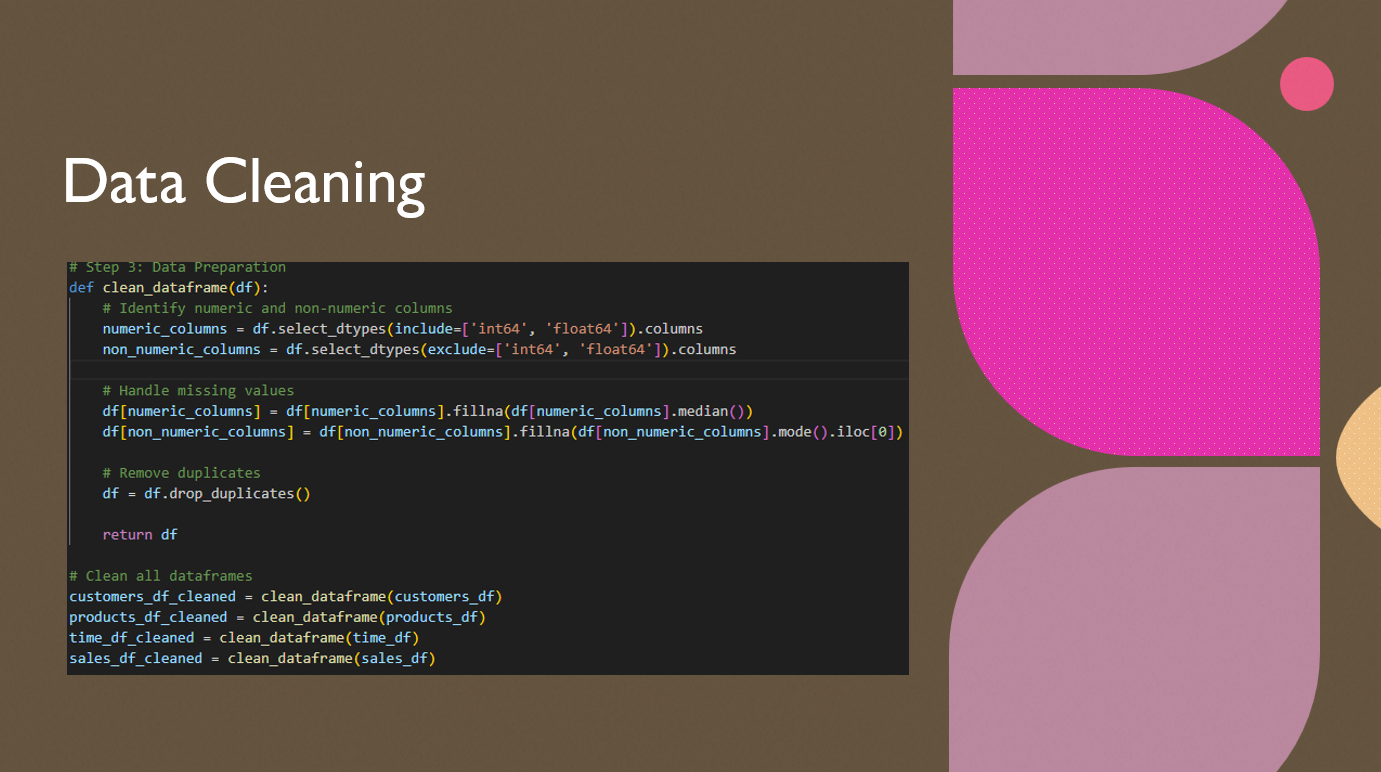 Data Cleaning
# Step 3: Data Preparation
def clean_dataframe(df):
    # Identify numeric and non-numeric columns
    numeric_columns = df.select_dtypes(include=['int64', 'float64']).columns
    non_numeric_columns = df.select_dtypes(exclude=['int64', 'float64']).columns
    # Handle missing values
    df[numeric_columns] = df[numeric_columns].fillna(df[numeric_columns].median())
    df[non_numeric_columns] = df[non_numeric_columns].fillna(df[non_numeric_columns].mode().iloc[0])
    # Remove duplicates
    df = df.drop_duplicates()
    return df
# Clean all dataframes
customers_df_cleaned = clean_dataframe(customers_df)
products_df_cleaned = clean_dataframe(products_df)
time_df_cleaned = clean_dataframe(time_df)
sales_df_cleaned = clean_dataframe(sales_df)